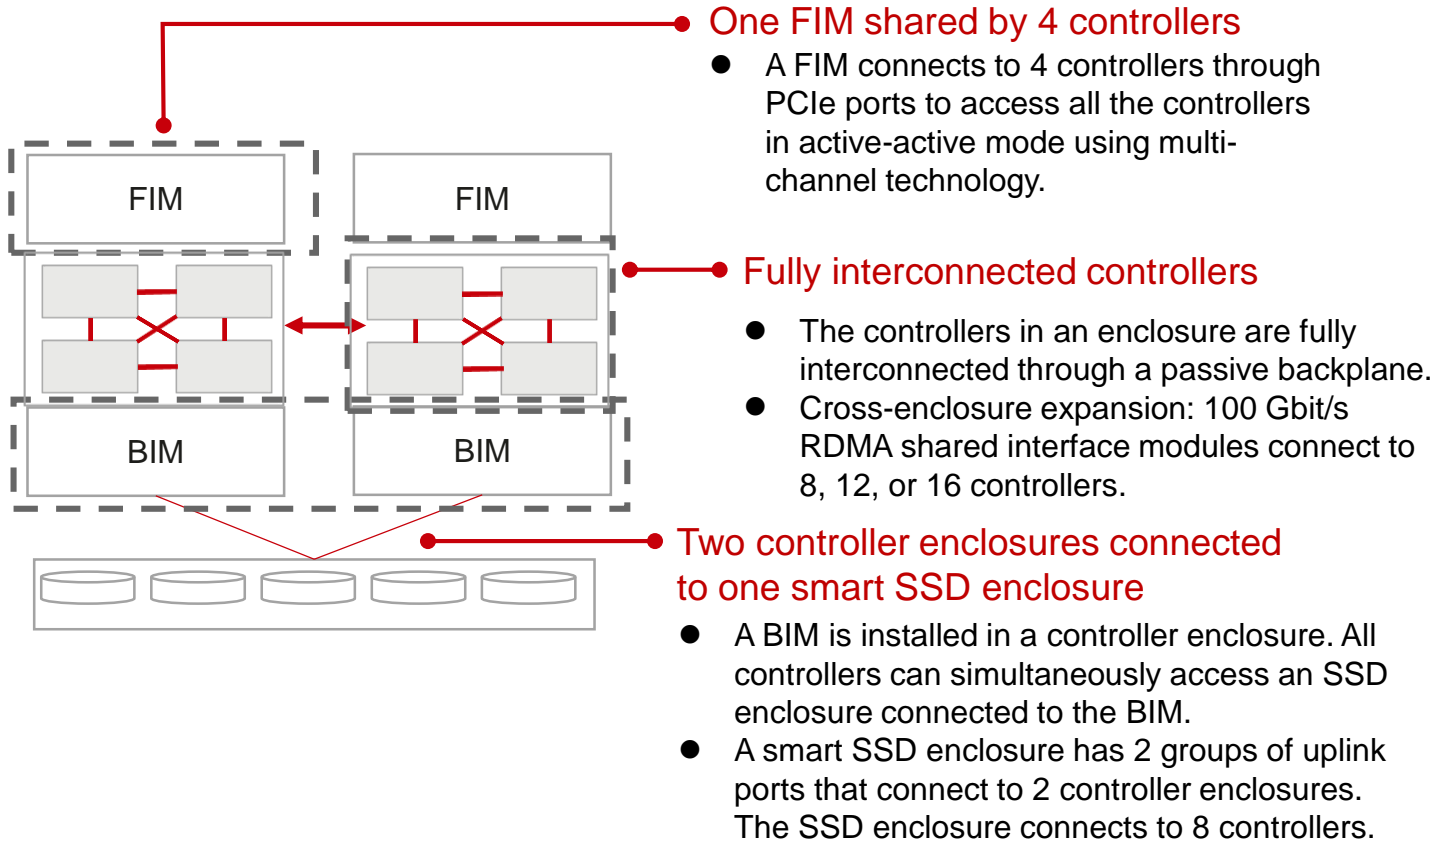 One FIM shared by 4 controllers
● A FIM connects to 4 controllers through
PCIe ports to access all the controllers
in active-active mode using multi-
channel technology.
FIM
FIM
Fully interconnected controllers
● The controllers in an enclosure are fully
interconnected through a passive backplane.
● Cross-enclosure expansion: 100 Gbit/s
RDMA shared interface modules connect to
8, 12, or 16 controllers.
BIM
BIM
Two controller enclosures connected
to one smart SSD enclosure
● A BIM is installed in a controller enclosure. All
controllers can simultaneously access an SSD
enclosure connected to the BIM.
● A smart SSD enclosure has 2 groups of uplink
ports that connect to 2 controller enclosures.
The SSD enclosure connects to 8 controllers.